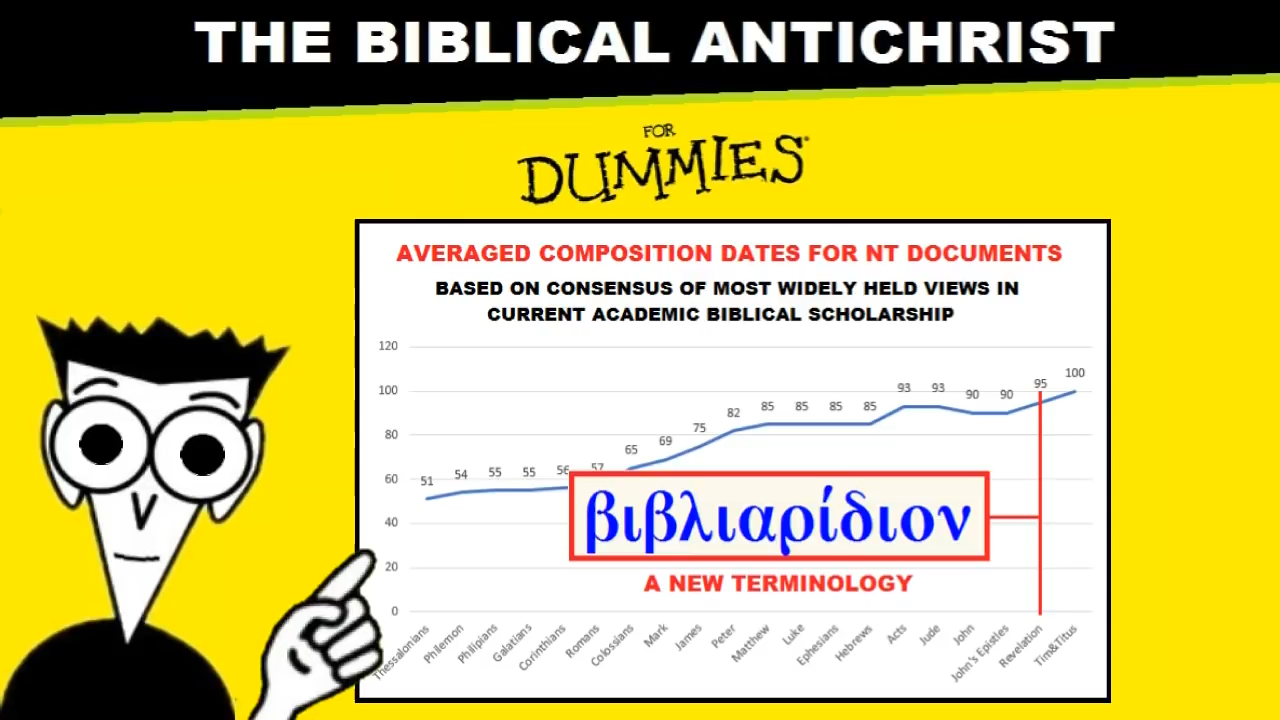 THE BIBLICAL ANTICHRIST
FOR
DUMMIES
AVERAGED COMPOSITION DATES FOR NT DOCUMENTS
BASED ON CONSENSUS OF MOST WIDELY HELD VIEWS IN
CURRENT ACADEMIC BIBLICAL SCHOLARSHIP
120
100
80
60
40
20
0
51
54
55
55
56
57
65
69
75
82
85
85
85
85
93
93
90
90
95
100
βιβλιαρίδιον
A NEW TERMINOLOGY
Thessalonians
Philemon
Philipians
Galatians
Corinthians
Romans
Colossians
Mark
James
Peter
Matthew
Luke
Ephesians
Hebrews
Acts
Jude
John
John's Epistles
Revelation
Tim&Titus